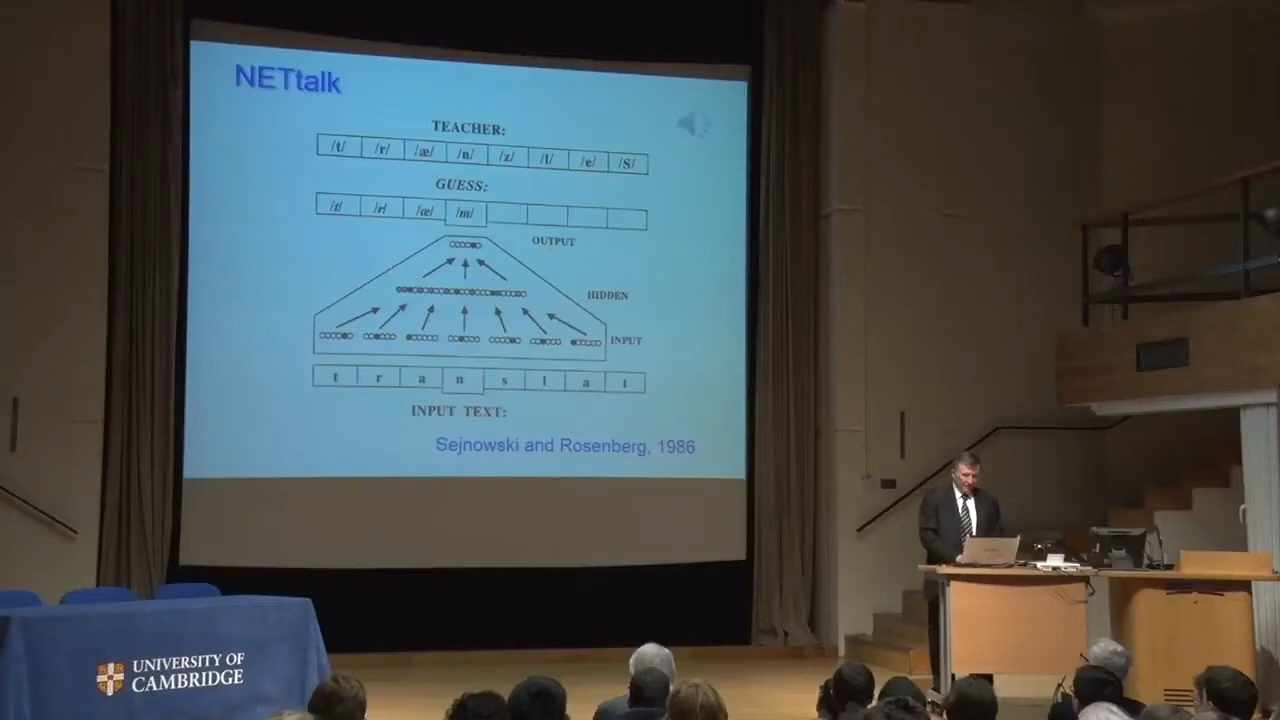 NETtalk
TEACHER:
/t/ /r/ /æ/ /n/ /z/ /l/ /e/ /S/
GUESS:
/t/ /r/ /æ/ /m/
OUTPUT
HIDDEN
INPUT
t r a n s l a t
INPUT TEXT:
Sejnowski and Rosenberg, 1986
UNIVERSITY OF
CAMBRIDGE